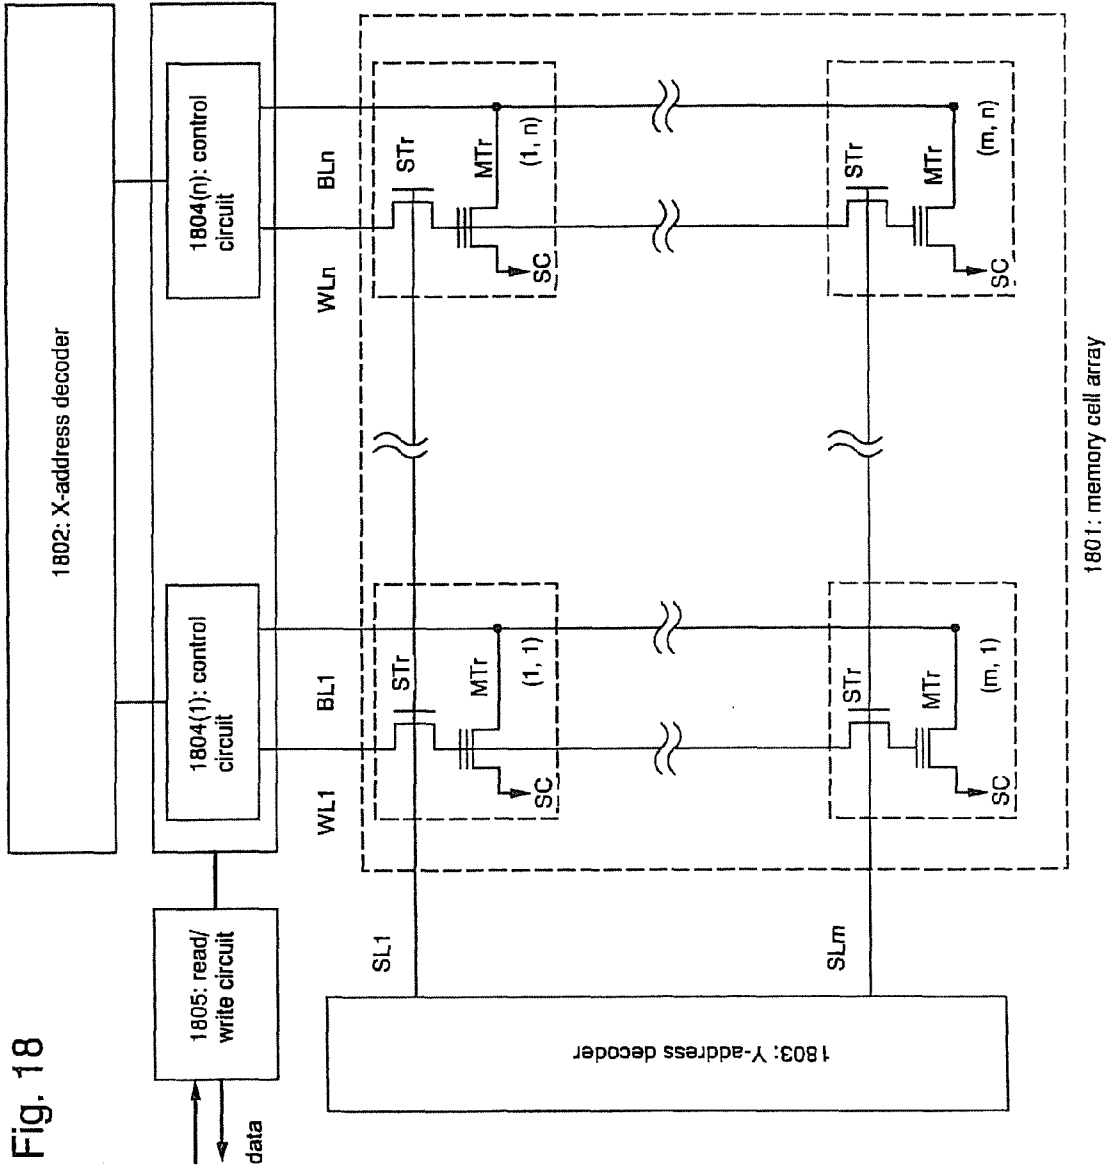 Fig. 18
1802: X-address decoder
1804(1): control
circuit
1804(n): control
circuit
1805: read/
write circuit
data
WL1
BL1
WLn
BLn
SL1
STr
MTr
(1, 1)
SC
STr
MTr
(1, n)
SC
SLm
STr
MTr
(m, 1)
SC
STr
MTr
(m, n)
SC
1803: Y-address decoder
1801: memory cell array